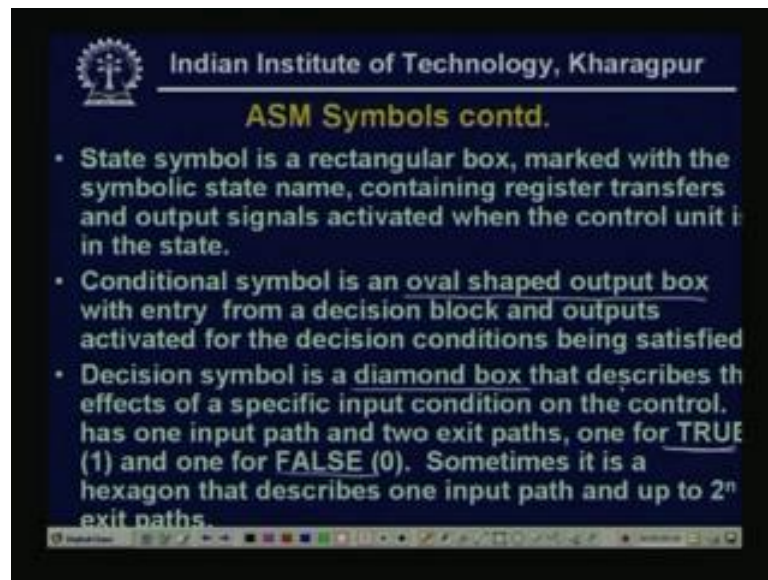 Indian Institute of Technology, Kharagpur
ASM Symbols contd.
• State symbol is a rectangular box, marked with the
symbolic state name, containing register transfers
and output signals activated when the control unit i
in the state.
• Conditional symbol is an oval shaped output box
with entry from a decision block and outputs
activated for the decision conditions being satisfied
• Decision symbol is a diamond box that describes th
effects of a specific input condition on the control.
has one input path and two exit paths, one for TRUE
(1) and one for FALSE (0). Sometimes it is a
hexagon that describes one input path and up to 2ⁿ
exit paths.